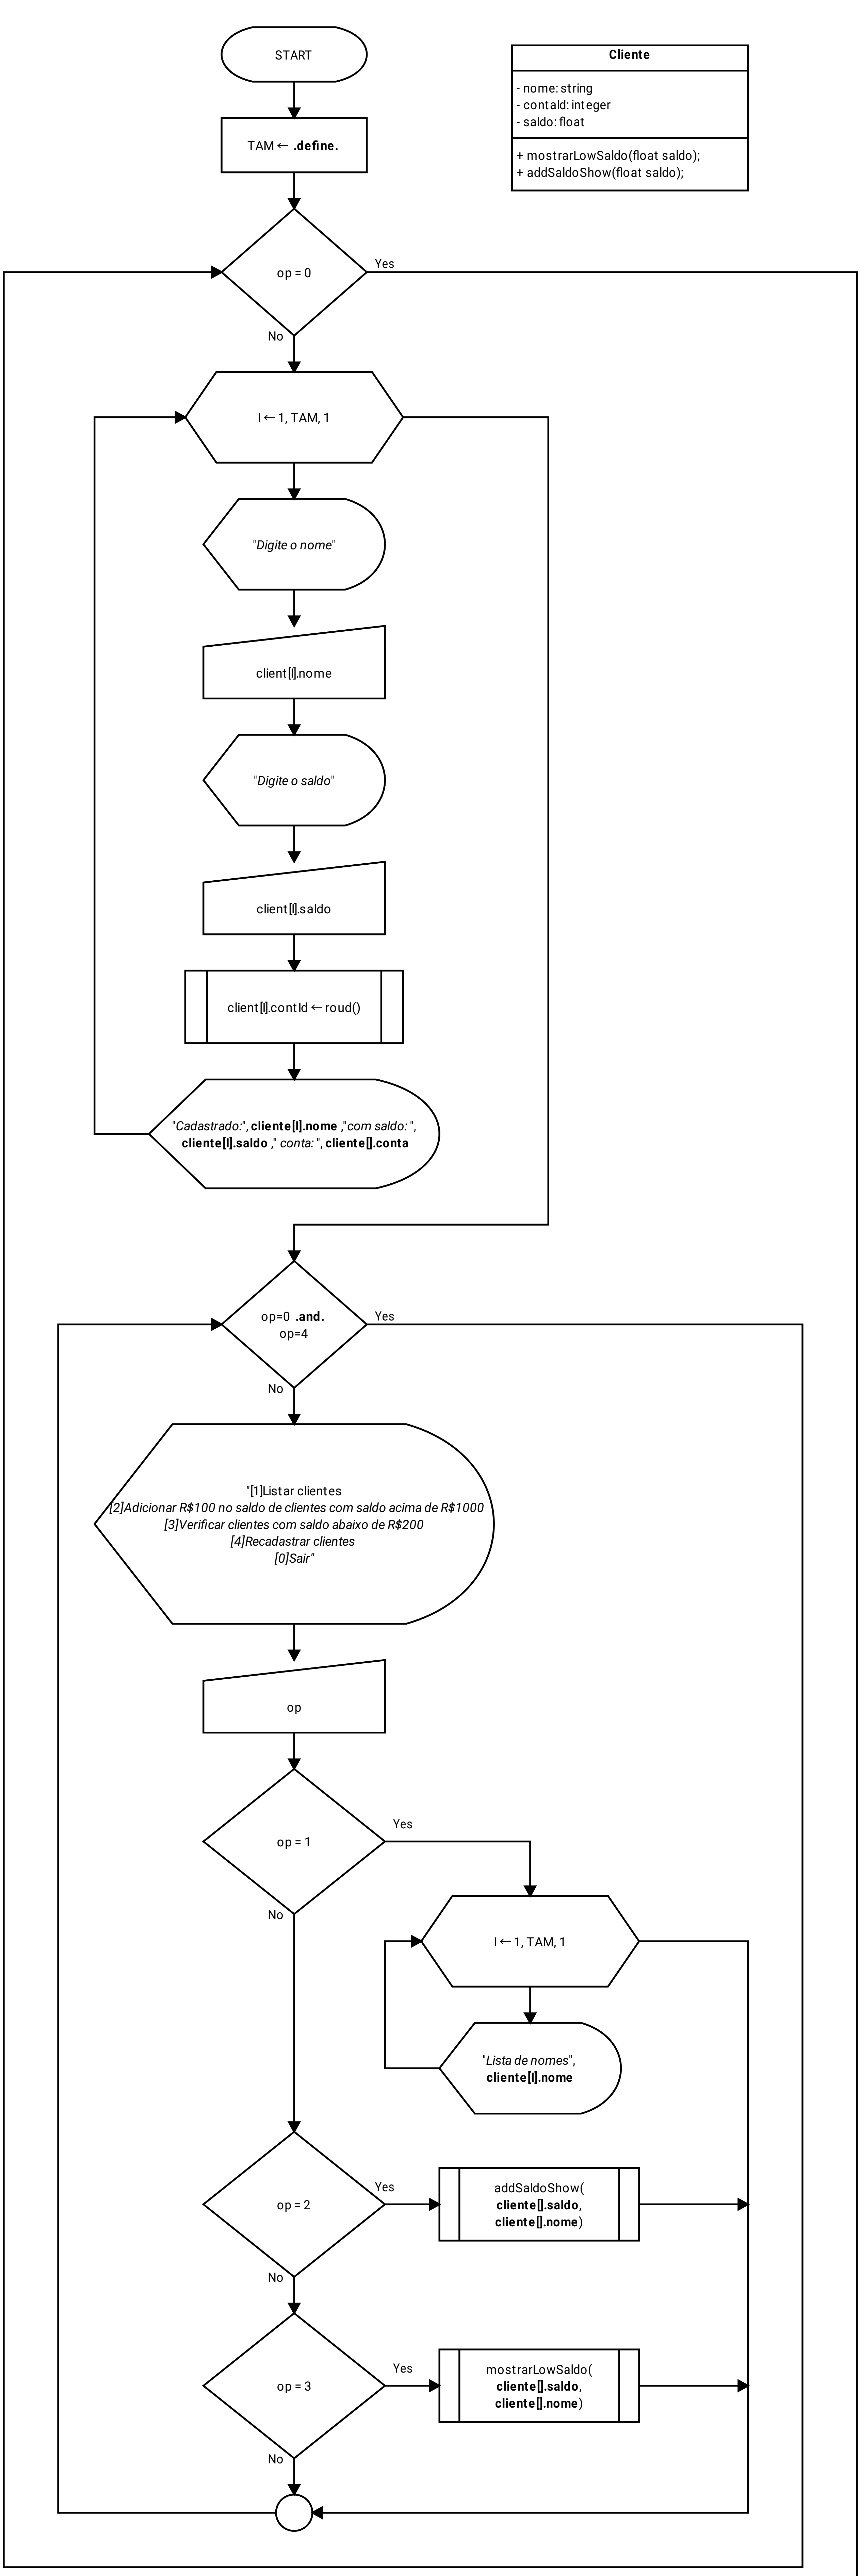 START
TAM ← .define.
Cliente
- nome: string
- contaId: integer
- saldo: float
+ mostrarLowSaldo(float saldo);
+ addSaldoShow(float saldo);
op = 0
Yes
No
I ← 1, TAM, 1
"Digite o nome"
client[I].nome
"Digite o saldo"
client[I].saldo
client[I].contId ← roud()
"Cadastrado:", cliente[I].nome ,"com saldo: ",
cliente[I].saldo ," conta: ", cliente[].conta
op=0 .and.
op=4
Yes
No
"[1]Listar clientes
[2]Adicionar R$100 no saldo de clientes com saldo acima de R$1000
[3]Verificar clientes com saldo abaixo de R$200
[4]Recadastrar clientes
[0]Sair"
op
op = 1
Yes
No
I ← 1, TAM, 1
"Lista de nomes",
cliente[I].nome
op = 2
Yes
No
addSaldoShow(
cliente[].saldo,
cliente[].nome)
op = 3
Yes
No
mostrarLowSaldo(
cliente[].saldo,
cliente[].nome)